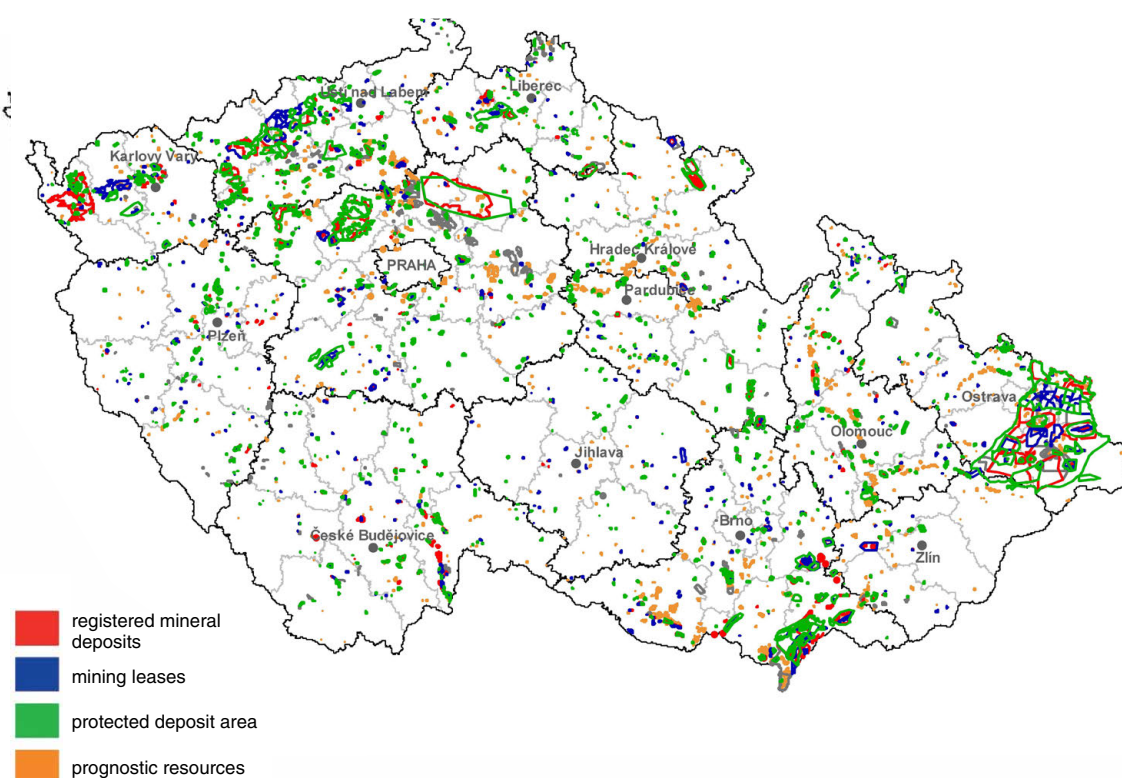 Ústí nad Labem
Liberec
Karlovy Vary
Hradec Králové
PRAHA
Pardubice
Plzeň
Ostrava
Olomouc
Jihlava
Brno
České Budějovice
Zlín
registered mineral
deposits
mining leases
protected deposit area
prognostic resources